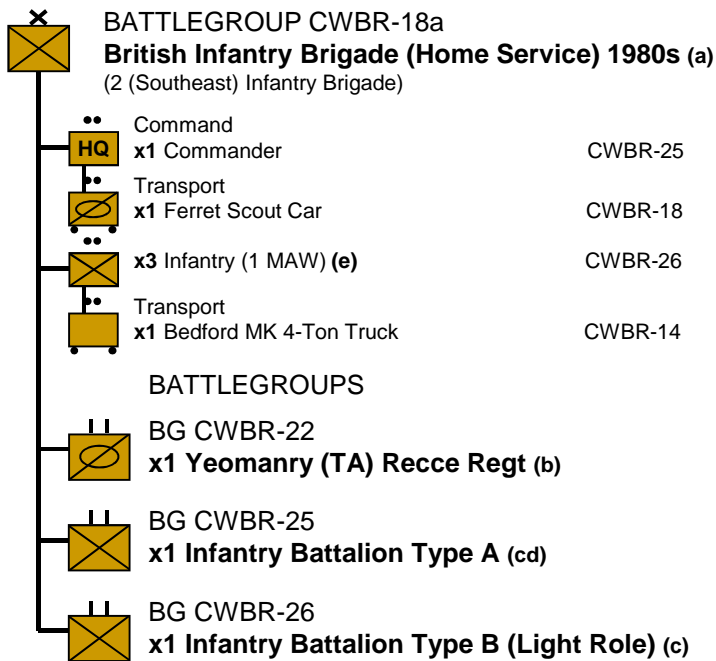 BATTLEGROUP CWBR-18a
British Infantry Brigade (Home Service) 1980s (a)
(2 (Southeast) Infantry Brigade)
Command
HQ x1 Commander CWBR-25
Transport
x1 Ferret Scout Car CWBR-18
x3 Infantry (1 MAW) (e) CWBR-26
Transport
x1 Bedford MK 4-Ton Truck CWBR-14
BATTLEGROUPS
BG CWBR-22
x1 Yeomanry (TA) Recce Regt (b)
BG CWBR-25
x1 Infantry Battalion Type A (cd)
BG CWBR-26
x1 Infantry Battalion Type B (Light Role) (c)